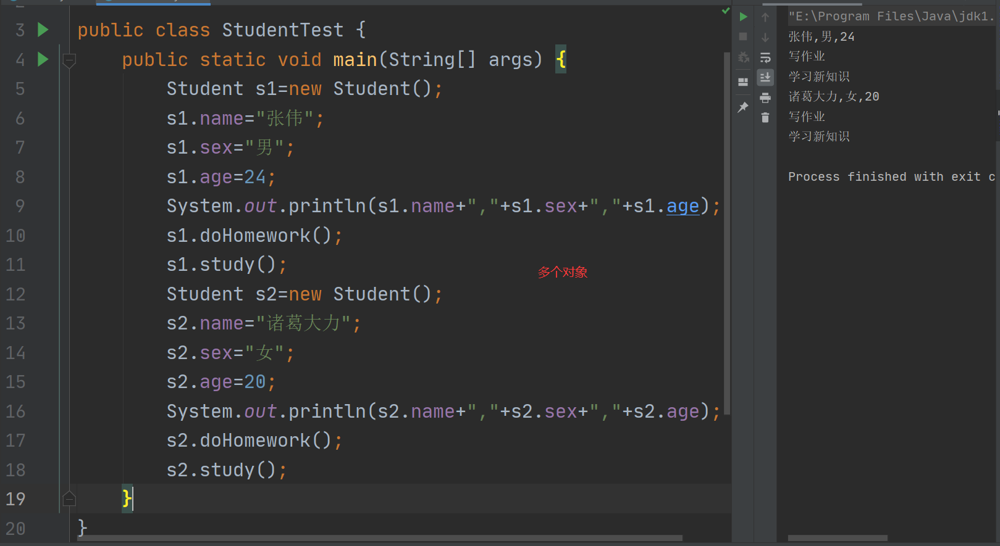 3 public class StudentTest {
4 public static void main(String[] args) {
5 Student s1=new Student();
6 s1.name="张伟";
7 s1.sex="男";
8 s1.age=24;
9 System.out.println(s1.name+","+s1.sex+","+s1.age);
10 s1.doHomework();
11 s1.study();
多个对象
12 Student s2=new Student();
13 s2.name="诸葛大力";
14 s2.sex="女";
15 s2.age=20;
16 System.out.println(s2.name+","+s2.sex+","+s2.age);
17 s2.doHomework();
18 s2.study();
19 }
20 }
"E:\Program Files\Java\jdk1.
张伟,男,24
写作业
学习新知识
诸葛大力,女,20
写作业
学习新知识
Process finished with exit c